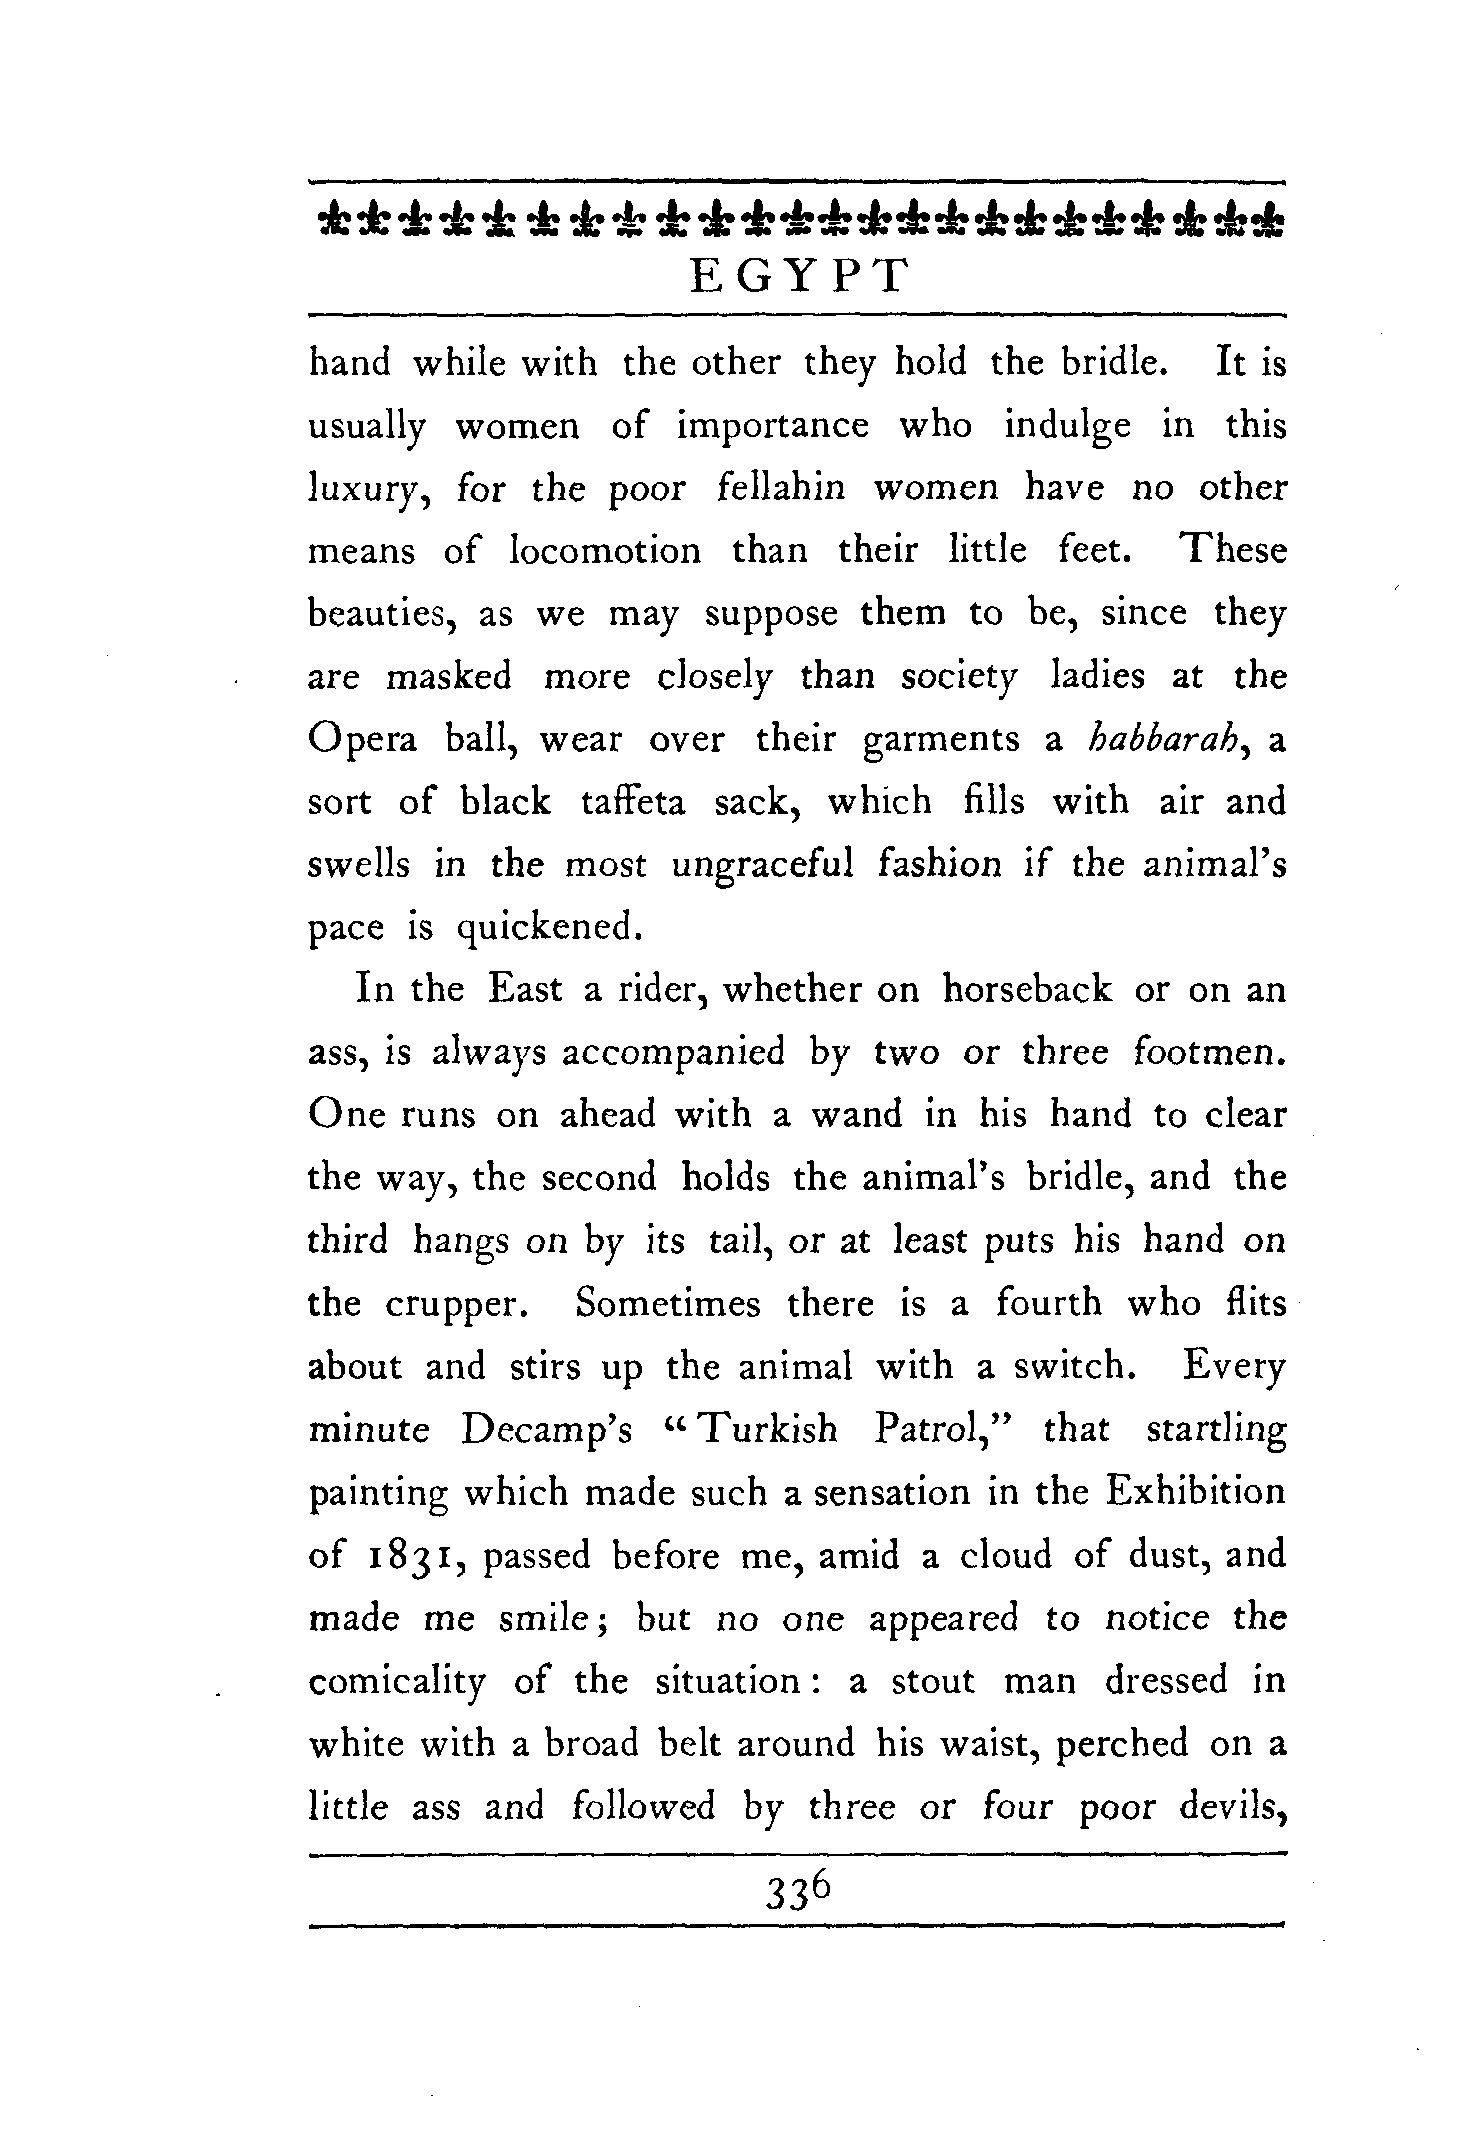 EGYPT
hand while with the other they hold the bridle. It is
usually women of importance who indulge in this
luxury, for the poor fellahin women have no other
means of locomotion than their little feet. These
beauties, as we may suppose them to be, since they
are masked more closely than society ladies at the
Opera ball, wear over their garments a habbarah, a
sort of black taffeta sack, which fills with air and
swells in the most ungraceful fashion if the animal's
pace is quickened.
In the East a rider, whether on horseback or on an
ass, is always accompanied by two or three footmen.
One runs on ahead with a wand in his hand to clear
the way, the second holds the animal's bridle, and the
third hangs on by its tail, or at least puts his hand on
the crupper. Sometimes there is a fourth who flits
about and stirs up the animal with a switch. Every
minute Decamp's “Turkish Patrol,” that startling
painting which made such a sensation in the Exhibition
of 1831, passed before me, amid a cloud of dust, and
made me smile; but no one appeared to notice the
comicality of the situation: a stout man dressed in
white with a broad belt around his waist, perched on a
little ass and followed by three or four poor devils,
336